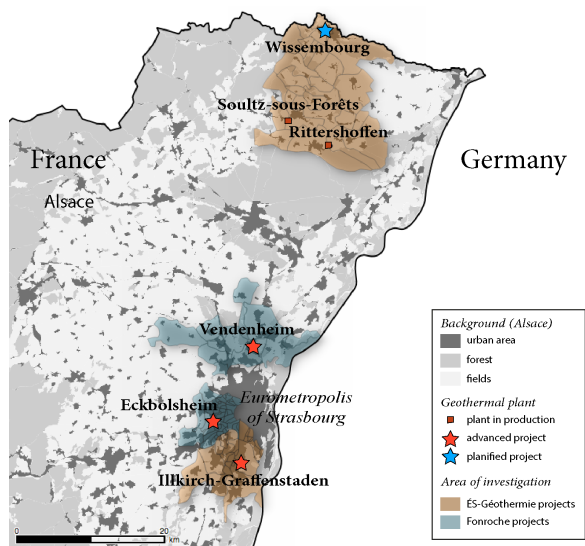 Wissembourg
Soultz-sous-Forêts
Rittershoffen
France
Germany
Alsace
Vendenheim
Eckbolsheim
Eurometropolis
of Strasbourg
Illkirch-Graffenstaden
0
20
km
Background (Alsace)
urban area
forest
fields
Geothermal plant
plant in production
advanced project
planified project
Area of investigation
ÉS-Géothermie projects
Fonroche projects